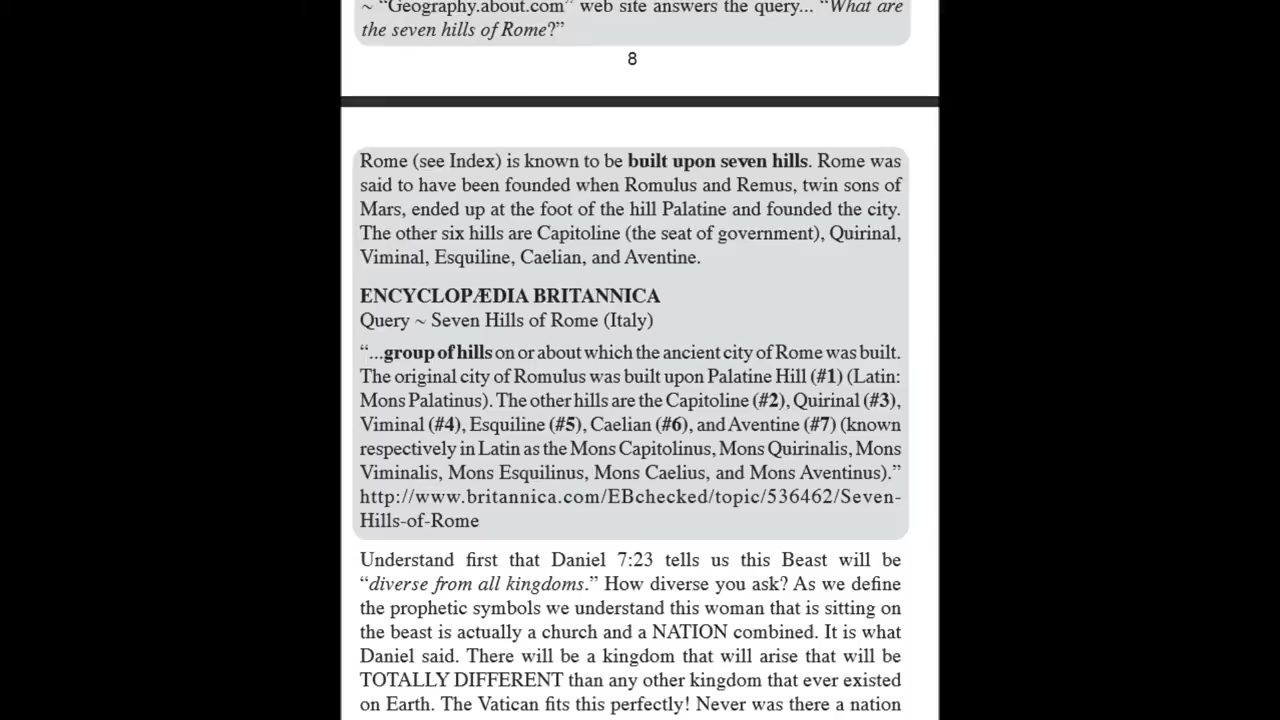 ~ “Geography.about.com” web site answers the query... “What are
the seven hills of Rome?”
8
Rome (see Index) is known to be built upon seven hills. Rome was
said to have been founded when Romulus and Remus, twin sons of
Mars, ended up at the foot of the hill Palatine and founded the city.
The other six hills are Capitoline (the seat of government), Quirinal,
Viminal, Esquiline, Caelian, and Aventine.
ENCYCLOPÆDIA BRITANNICA
Query ~ Seven Hills of Rome (Italy)
“...group of hills on or about which the ancient city of Rome was built.
The original city of Romulus was built upon Palatine Hill (#1) (Latin:
Mons Palatinus). The other hills are the Capitoline (#2), Quirinal (#3),
Viminal (#4), Esquiline (#5), Caelian (#6), and Aventine (#7) (known
respectively in Latin as the Mons Capitolinus, Mons Quirinalis, Mons
Viminalis, Mons Esquilinus, Mons Caelius, and Mons Aventinus).”
http://www.britannica.com/EBchecked/topic/536462/Seven-
Hills-of-Rome
Understand first that Daniel 7:23 tells us this Beast will be
“diverse from all kingdoms.” How diverse you ask? As we define
the prophetic symbols we understand this woman that is sitting on
the beast is actually a church and a NATION combined. It is what
Daniel said. There will be a kingdom that will arise that will be
TOTALLY DIFFERENT than any other kingdom that ever existed
on Earth. The Vatican fits this perfectly! Never was there a nation